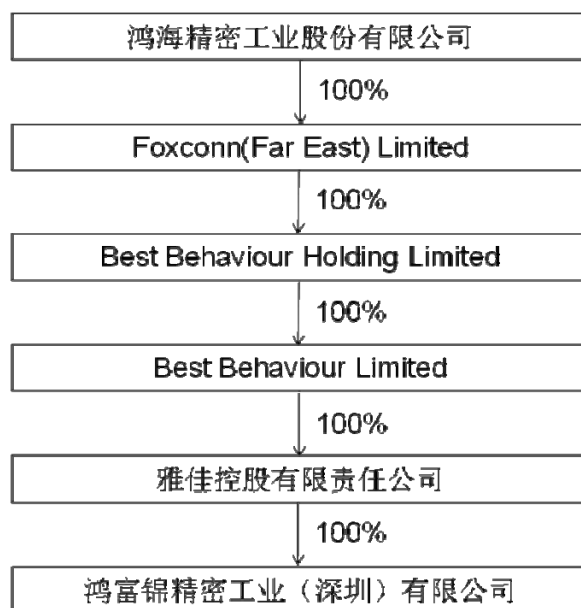 鸿海精密工业股份有限公司
100%
Foxconn(Far East) Limited
100%
Best Behaviour Holding Limited
100%
Best Behaviour Limited
100%
雅佳控股有限责任公司
100%
鸿富锦精密工业（深圳）有限公司